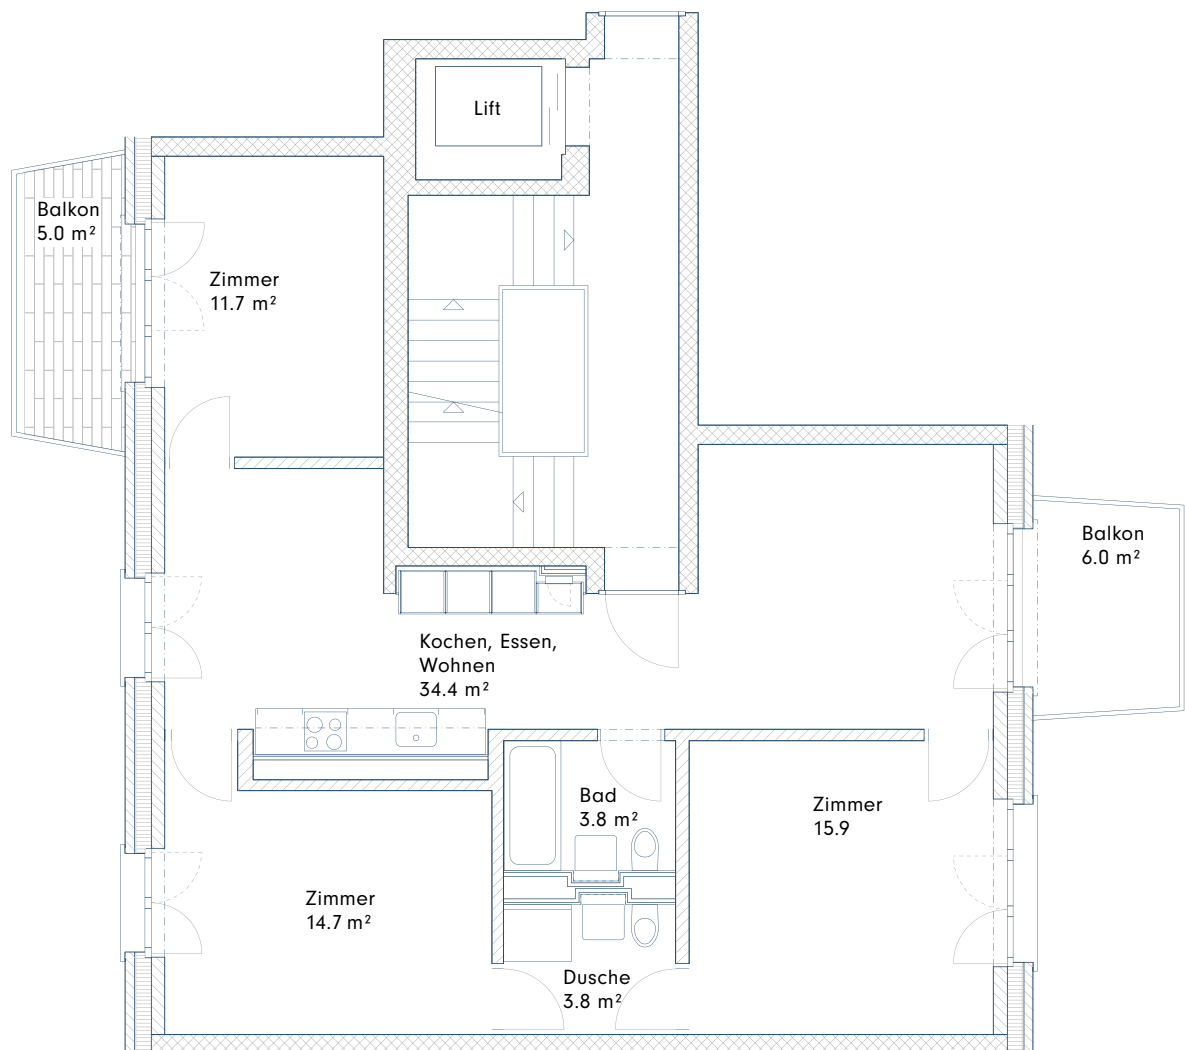 Lift
Balkon
5.0 m²
Zimmer
11.7 m²
Balkon
6.0 m²
Kochen, Essen,
Wohnen
34.4 m²
Bad
3.8 m²
Zimmer
15.9
Zimmer
14.7 m²
Dusche
3.8 m²